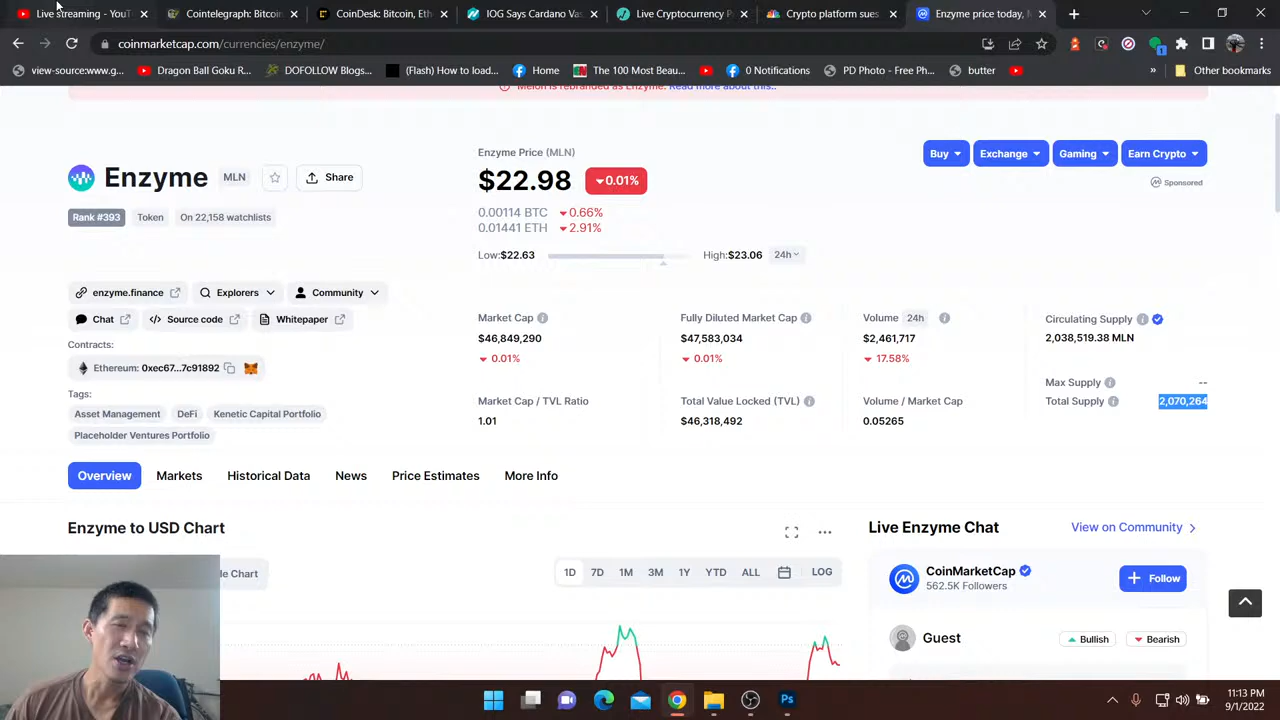 Live streaming - YouT
Cointelegraph: Bitcoin
CoinDesk: Bitcoin, Eth
IOG Says Cardano Vas
Live Cryptocurrency P
Crypto platform sues
Enzyme price today, M
coinmarketcap.com/currencies/enzyme/
view-source:www.g...
Dragon Ball Goku R...
DOFOLLOW Blogs...
(Flash) How to load...
Home
The 100 Most Beau...
0 Notifications
PD Photo - Free Ph...
butter
»
Other bookmarks
Melon is rebranded as Enzyme. Read more about this..
Enzyme
MLN
Share
Rank #393
Token
On 22,158 watchlists
Enzyme Price (MLN)
$22.98
0.01%
0.00114 BTC
0.66%
0.01441 ETH
2.91%
Low:$22.63
High:$23.06
24h
Buy
Exchange
Gaming
Earn Crypto
Sponsored
enzyme.finance
Explorers
Community
Chat
Source code
Whitepaper
Contracts:
Ethereum: 0xec67...7c91892
Tags:
Asset Management
DeFi
Kenetic Capital Portfolio
Placeholder Ventures Portfolio
Market Cap
$46,849,290
0.01%
Fully Diluted Market Cap
$47,583,034
0.01%
Volume 24h
$2,461,717
17.58%
Circulating Supply
2,038,519.38 MLN
Max Supply
--
Total Supply
2,070,264
Market Cap / TVL Ratio
1.01
Total Value Locked (TVL)
$46,318,492
Volume / Market Cap
0.05265
Overview
Markets
Historical Data
News
Price Estimates
More Info
Enzyme to USD Chart
le Chart
1D
7D
1M
3M
1Y
YTD
ALL
LOG
Live Enzyme Chat
View on Community
CoinMarketCap
562.5K Followers
Follow
Guest
Bullish
Bearish
Ps
11:13 PM
9/1/2022